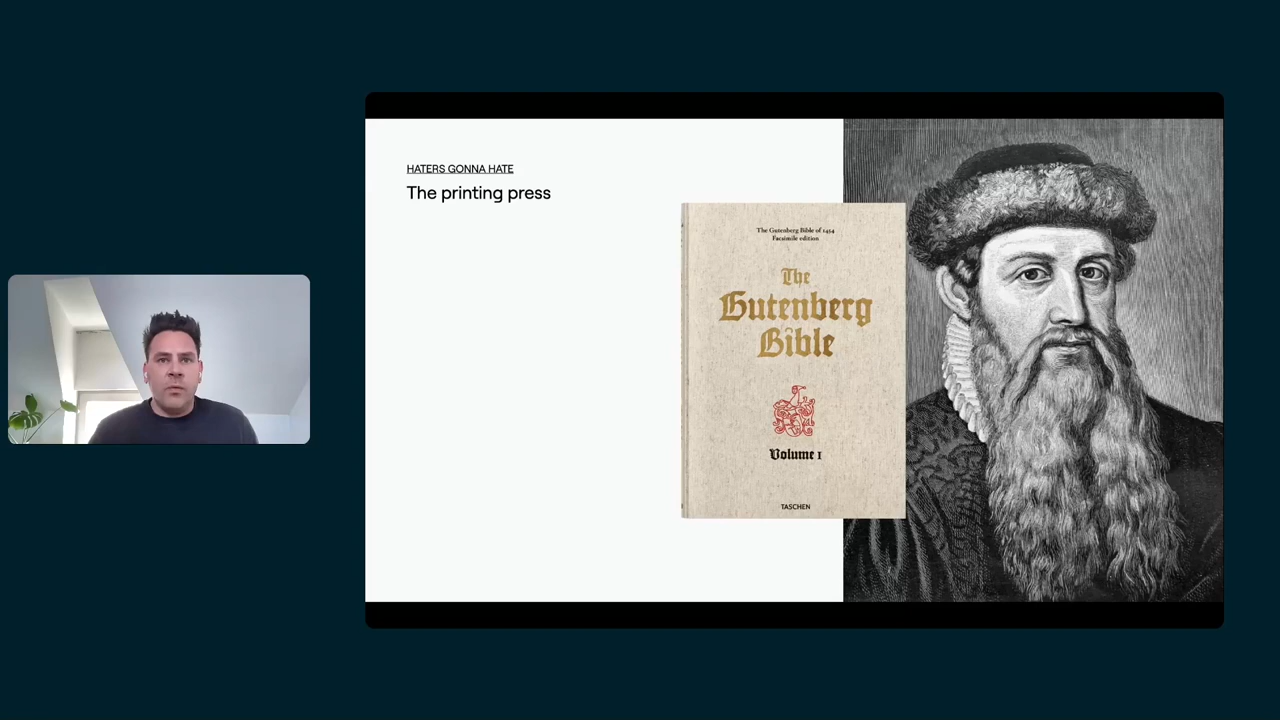 HATERS GONNA HATE
The printing press
The Gutenberg Bible of 1454
Facsimile edition
The
Gutenberg
Bible
Volume I
TASCHEN